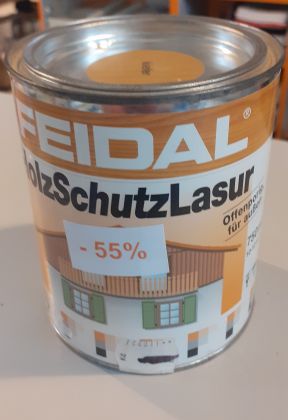 FEIDAL®
HolzSchutzLasur
Offenporig
für außen
- 55%